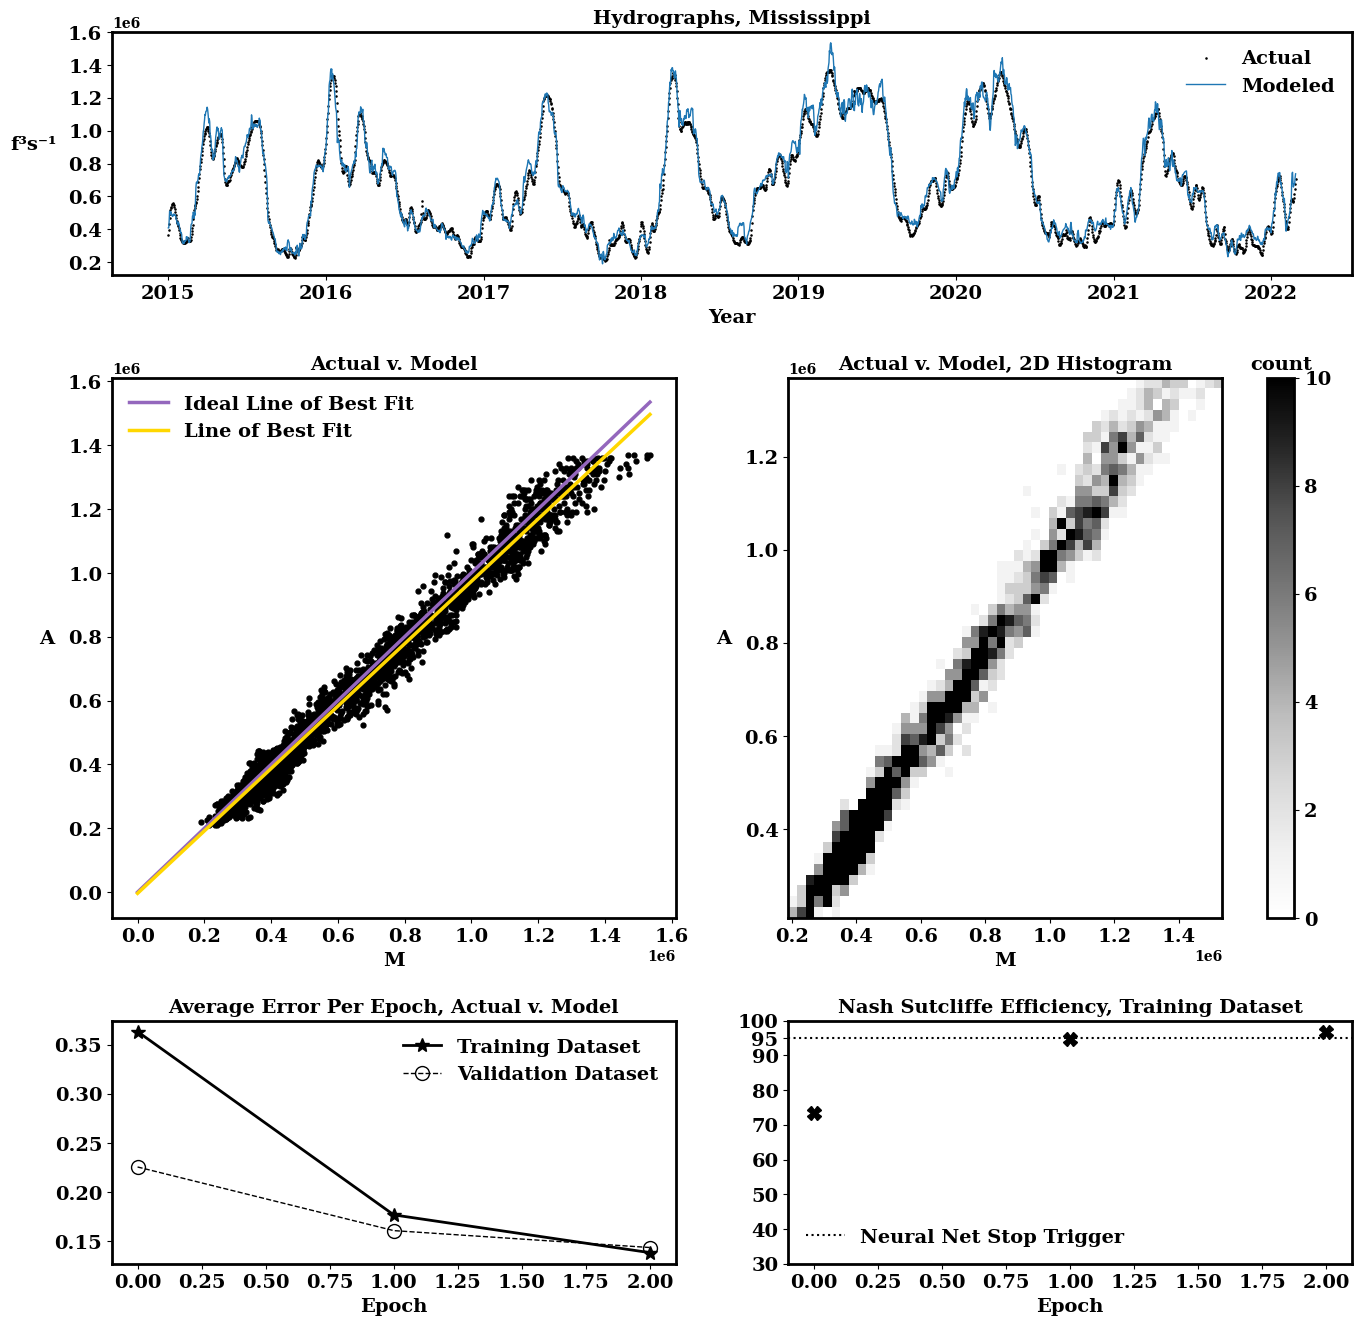 Hydrographs, Mississippi
1e6
1.6
1.4
1.2
1.0
0.8
0.6
0.4
0.2
f³s⁻¹
Actual
Modeled
2015 2016 2017 2018 2019 2020 2021 2022
Year
Actual v. Model
1e6
1.6
1.4
1.2
1.0
0.8
0.6
0.4
0.2
0.0
A
Ideal Line of Best Fit
Line of Best Fit
0.0 0.2 0.4 0.6 0.8 1.0 1.2 1.4 1.6
1e6
M
Actual v. Model, 2D Histogram
1e6
1.2
1.0
0.8
0.6
0.4
A
0.2 0.4 0.6 0.8 1.0 1.2 1.4
1e6
M
count
10
8
6
4
2
0
Average Error Per Epoch, Actual v. Model
0.35
0.30
0.25
0.20
0.15
Training Dataset
Validation Dataset
0.00 0.25 0.50 0.75 1.00 1.25 1.50 1.75 2.00
Epoch
Nash Sutcliffe Efficiency, Training Dataset
100
95
90
80
70
60
50
40
30
Neural Net Stop Trigger
0.00 0.25 0.50 0.75 1.00 1.25 1.50 1.75 2.00
Epoch